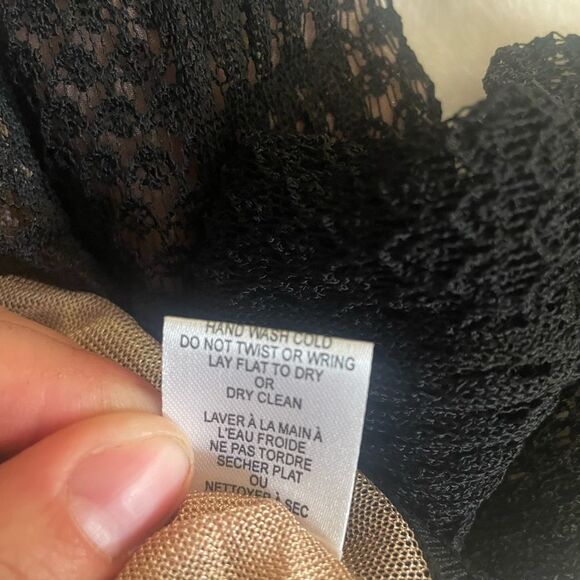 HAND WASH COLD
DO NOT TWIST OR WRING
LAY FLAT TO DRY
OR
DRY CLEAN
LAVER À LA MAIN À
L'EAU FROIDE
NE PAS TORDRE
SECHER PLAT
OU
NETTOYER À SEC